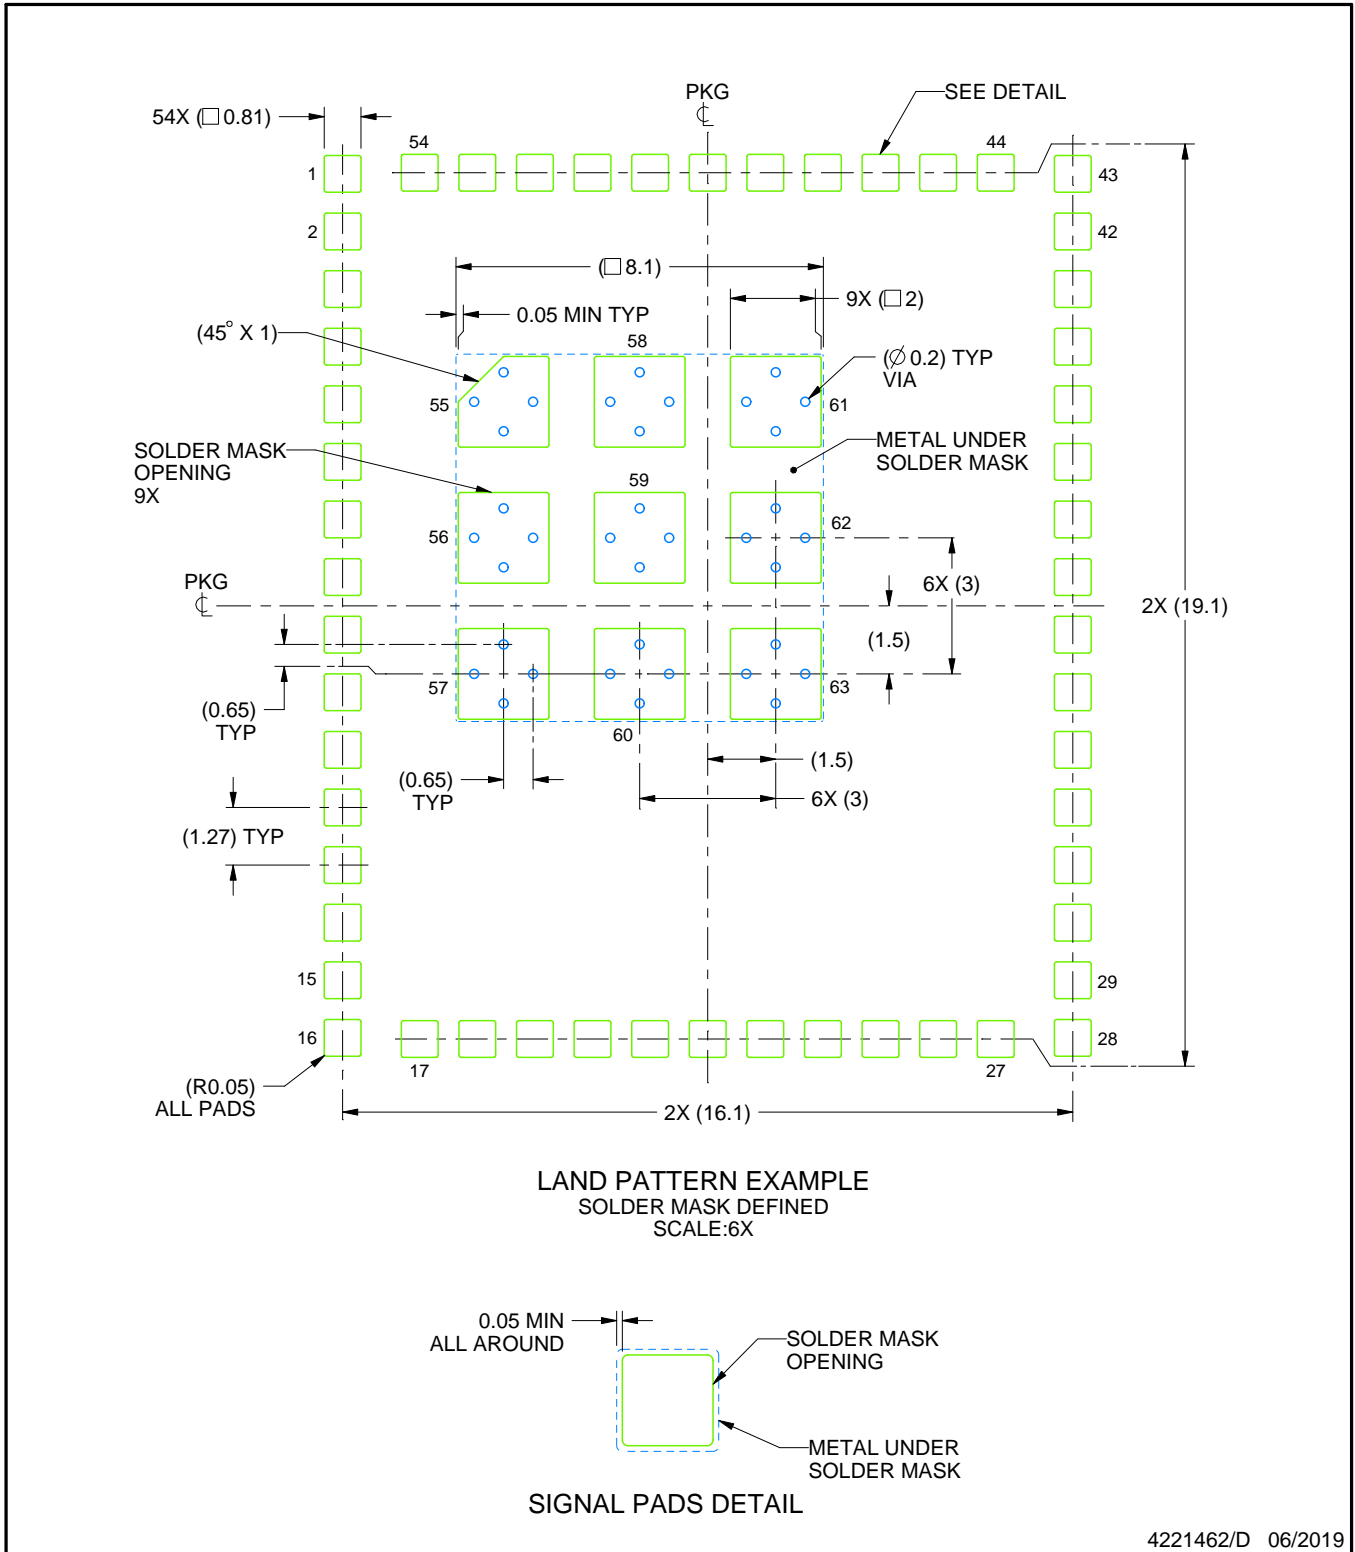 PKG
SEE DETAIL
54X (□ 0.81)
54
44
1
43
2
42
(□ 8.1)
9X (□ 2)
0.05 MIN TYP
(45° X 1)
58
(Ø 0.2) TYP
VIA
55
61
METAL UNDER
SOLDER MASK
SOLDER MASK
OPENING
9X
59
56
62
PKG
6X (3)
2X (19.1)
(1.5)
57
63
(0.65)
TYP
60
(1.5)
(0.65)
TYP
6X (3)
(1.27) TYP
15
29
16
28
17
27
(R0.05)
ALL PADS
2X (16.1)
LAND PATTERN EXAMPLE
SOLDER MASK DEFINED
SCALE:6X
0.05 MIN
ALL AROUND
SOLDER MASK
OPENING
METAL UNDER
SOLDER MASK
SIGNAL PADS DETAIL
4221462/D 06/2019